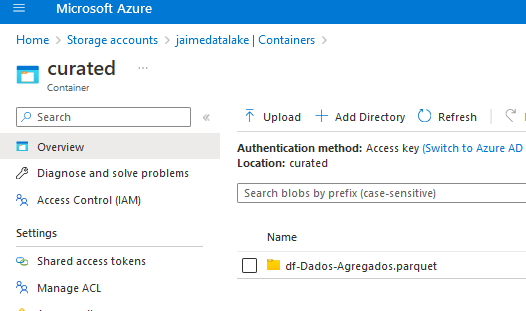 Microsoft Azure
Home > Storage accounts > jaimedatalake | Containers >
curated ...
Container
Search
«
Upload + Add Directory Refresh
Overview
Diagnose and solve problems
Access Control (IAM)
Settings
Shared access tokens
Manage ACL
Authentication method: Access key (Switch to Azure AD
Location: curated
Search blobs by prefix (case-sensitive)
Name
df-Dados-Agregados.parquet